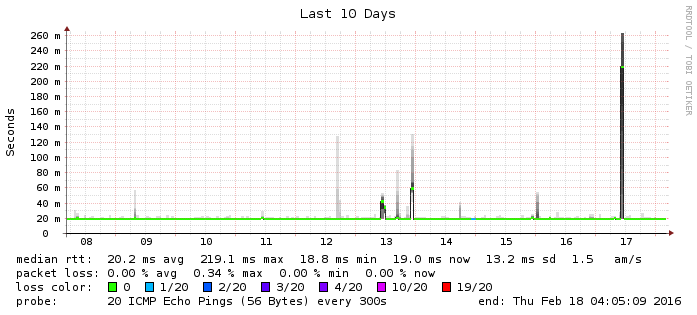 Last 10 Days
RRDTOOL / TOBI OETIKER
Seconds
260 m
240 m
220 m
200 m
180 m
160 m
140 m
120 m
100 m
80 m
60 m
40 m
20 m
0
08 09 10 11 12 13 14 15 16 17
median rtt: 20.2 ms avg 219.1 ms max 18.8 ms min 19.0 ms now 13.2 ms sd 1.5 am/s
packet loss: 0.00 % avg 0.34 % max 0.00 % min 0.00 % now
loss color: 0 1/20 2/20 3/20 4/20 10/20 19/20
probe: 20 ICMP Echo Pings (56 Bytes) every 300s end: Thu Feb 18 04:05:09 2016